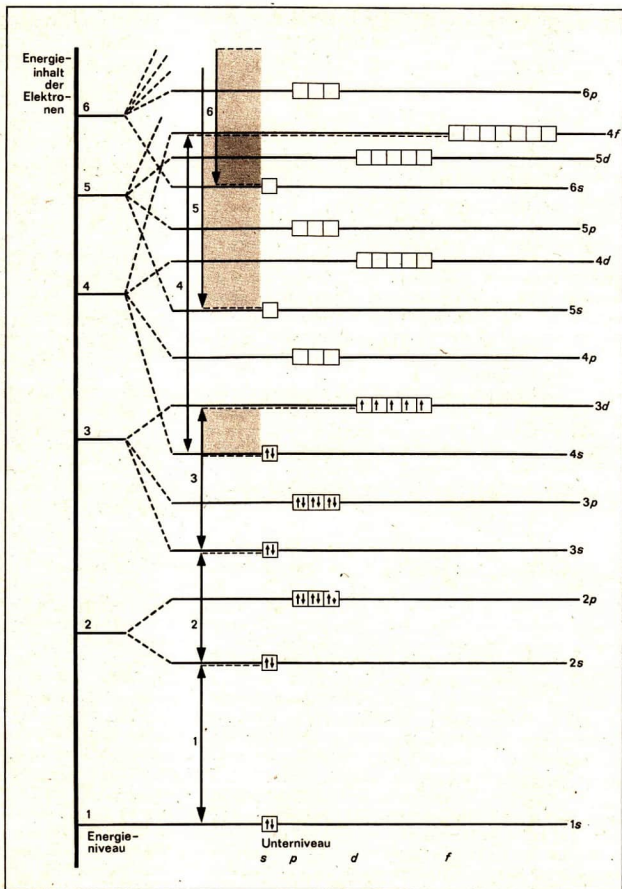 Energie-
inhalt
der
Elektro-
nen
6
6
6p
4f
5d
5
6s
5
5p
4d
4
4
5s
4p
3d
3
4s
3
3p
3s
2p
2
2
2s
1
1
1s
Energie-
niveau
Unterniveau
s p d f